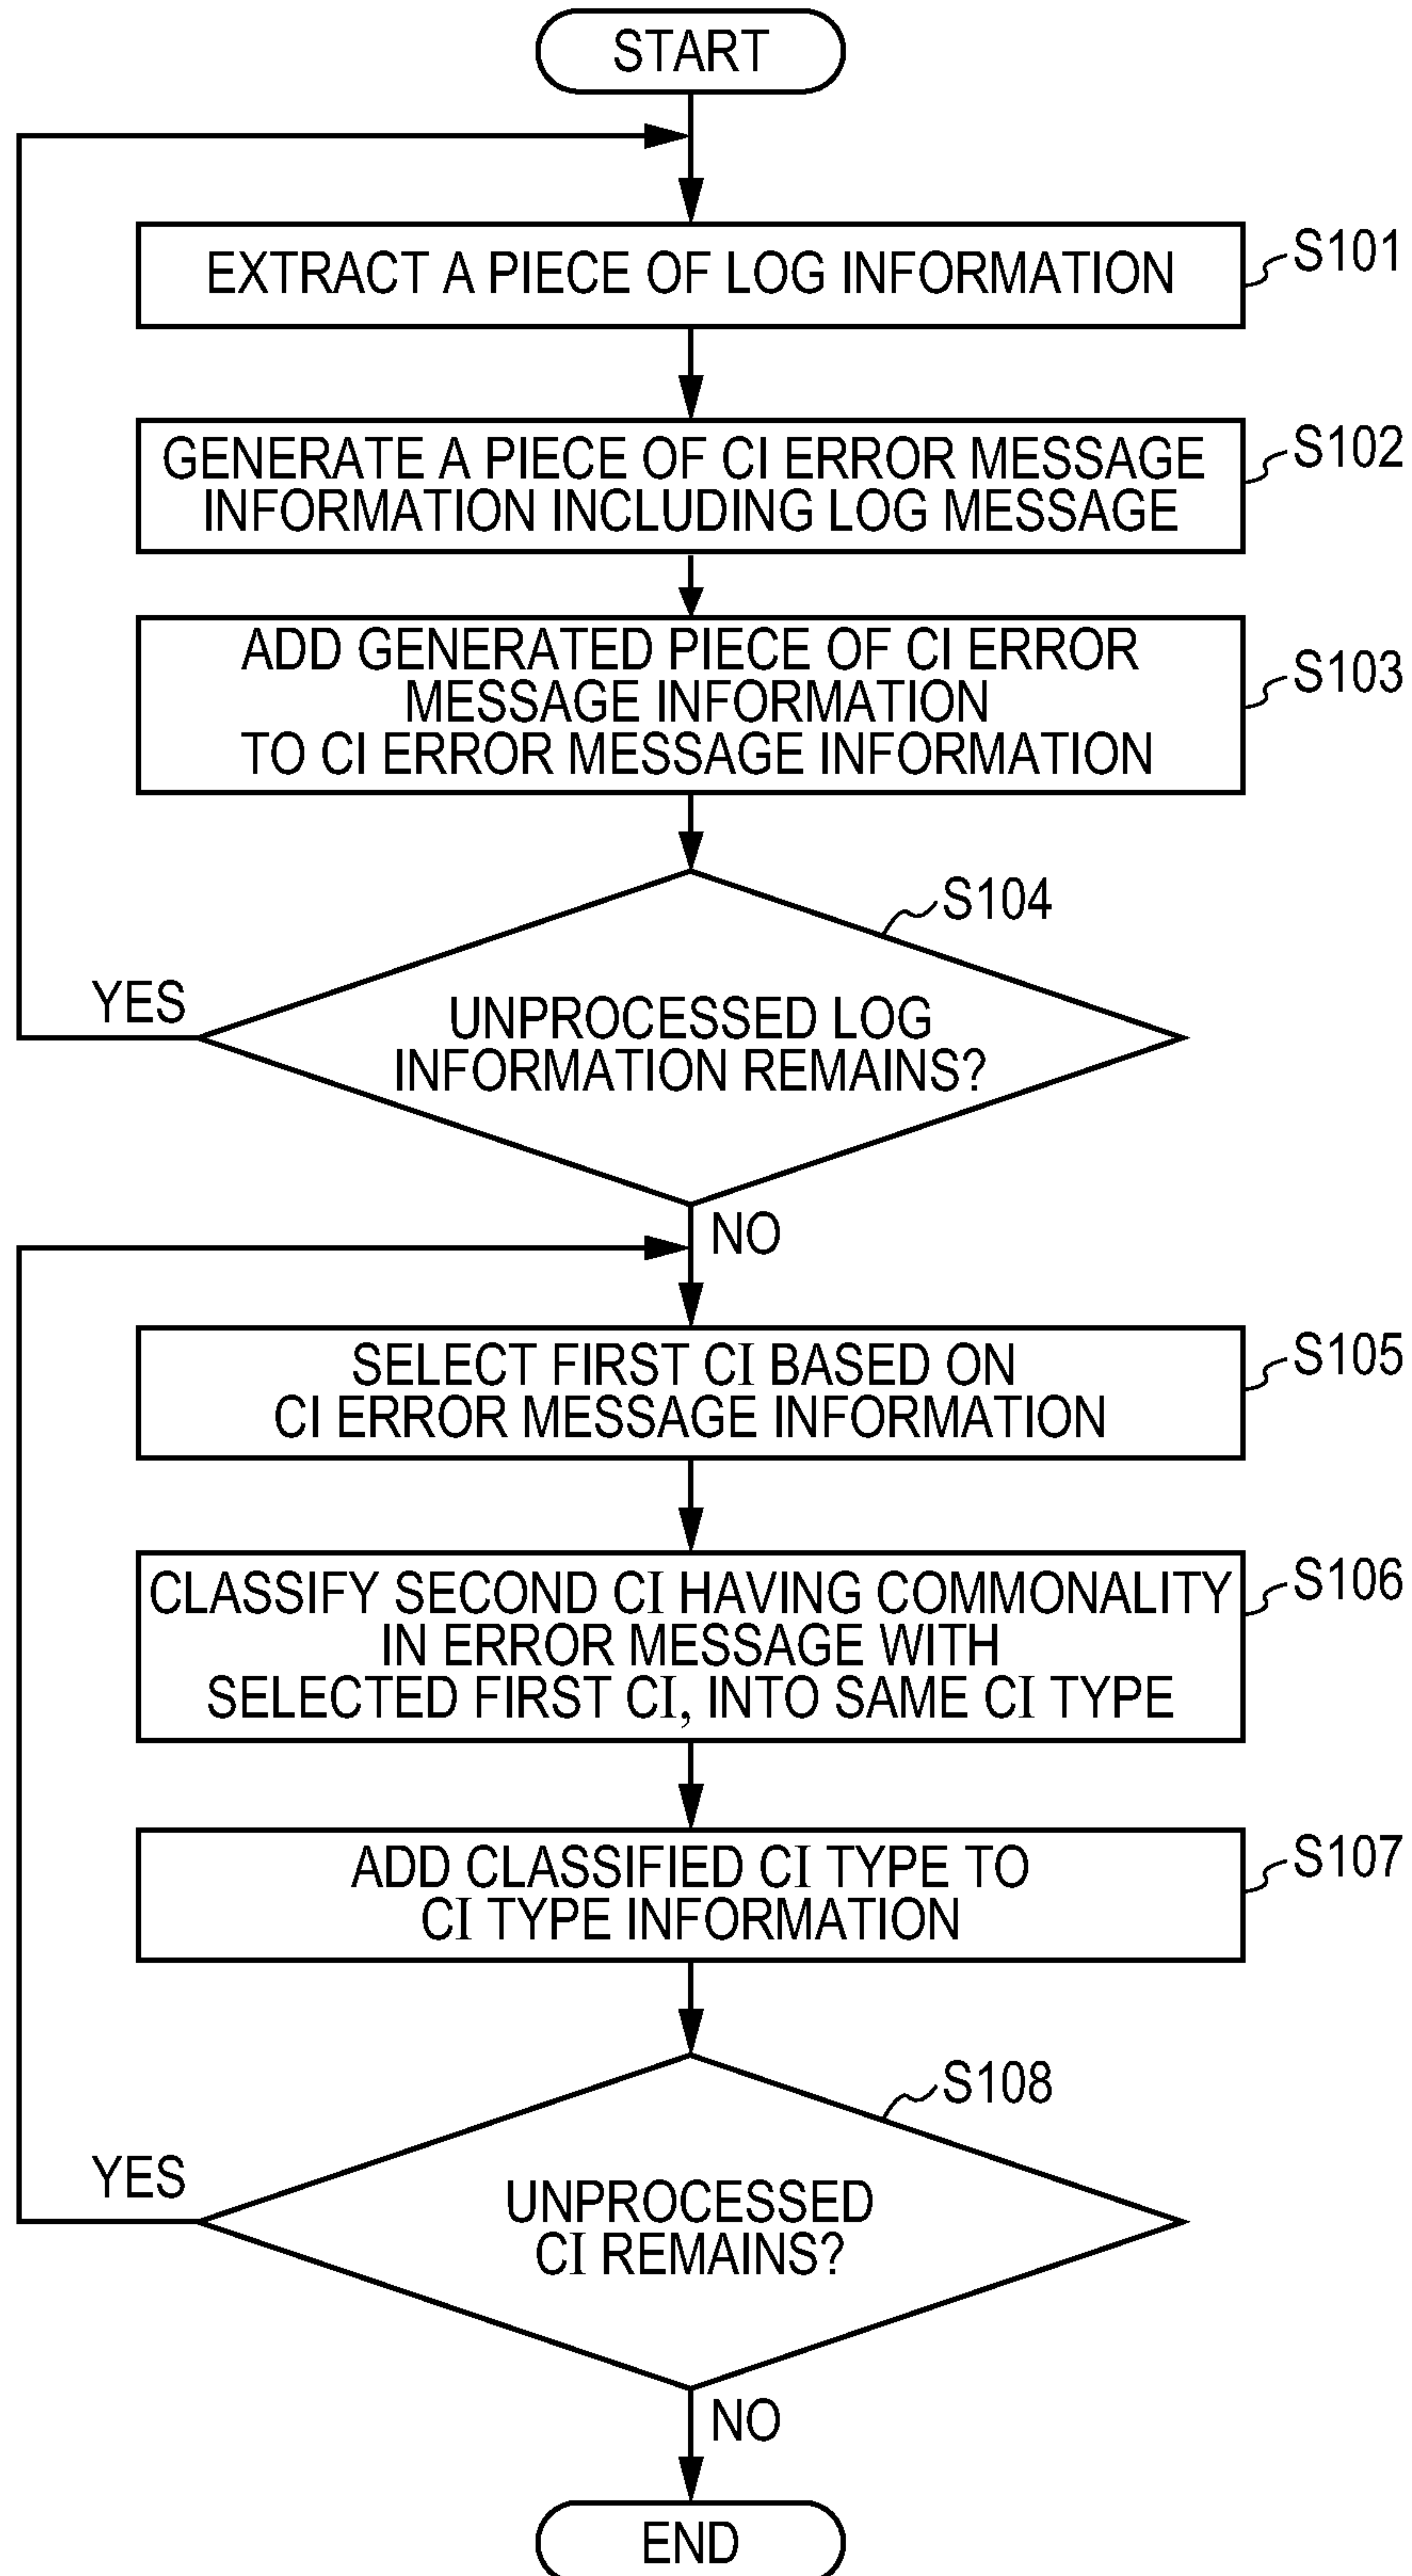 START
EXTRACT A PIECE OF LOG INFORMATION
S101
GENERATE A PIECE OF CI ERROR MESSAGE
INFORMATION INCLUDING LOG MESSAGE
S102
ADD GENERATED PIECE OF CI ERROR
MESSAGE INFORMATION
TO CI ERROR MESSAGE INFORMATION
S103
S104
YES
UNPROCESSED LOG
INFORMATION REMAINS?
NO
SELECT FIRST CI BASED ON
CI ERROR MESSAGE INFORMATION
S105
CLASSIFY SECOND CI HAVING COMMONALITY
IN ERROR MESSAGE WITH
SELECTED FIRST CI, INTO SAME CI TYPE
S106
ADD CLASSIFIED CI TYPE TO
CI TYPE INFORMATION
S107
S108
YES
UNPROCESSED
CI REMAINS?
NO
END